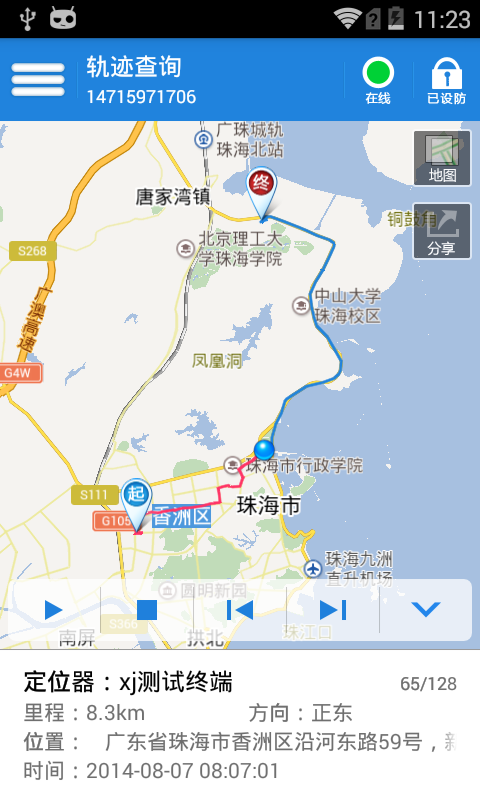 11:23
轨迹查询
14715971706
在线
已设防
广珠城轨
珠海北站
地图
终
唐家湾镇
铜鼓角
分享
北京理工大
学珠海学院
S268
广澳高速
中山大学
珠海校区
G4W
凤凰洞
珠海市行政学院
S111
起
珠海市
G105
香洲区
珠海九洲
直升机场
圆明新园
S366
珠江口
南屏
拱北
定位器：xj测试终端
65/128
里程：8.3km
方向：正东
位置：
广东省珠海市香洲区沿河东路59号，新
时间：2014-08-07 08:07:01